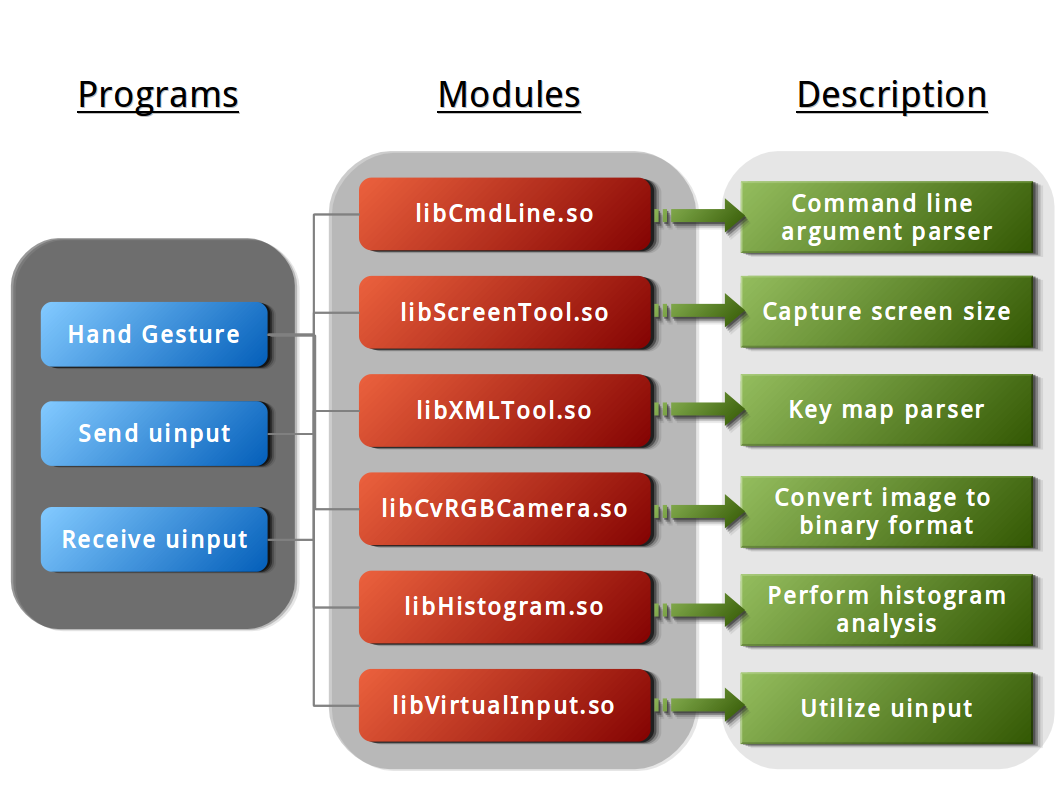 Programs
Modules
Description
Hand Gesture
Send uinput
Receive uinput
libCmdLine.so
libScreenTool.so
libXMLTool.so
libCvRGBCamera.so
libHistogram.so
libVirtualInput.so
Command line
argument parser
Capture screen size
Key map parser
Convert image to
binary format
Perform histogram
analysis
Utilize uinput